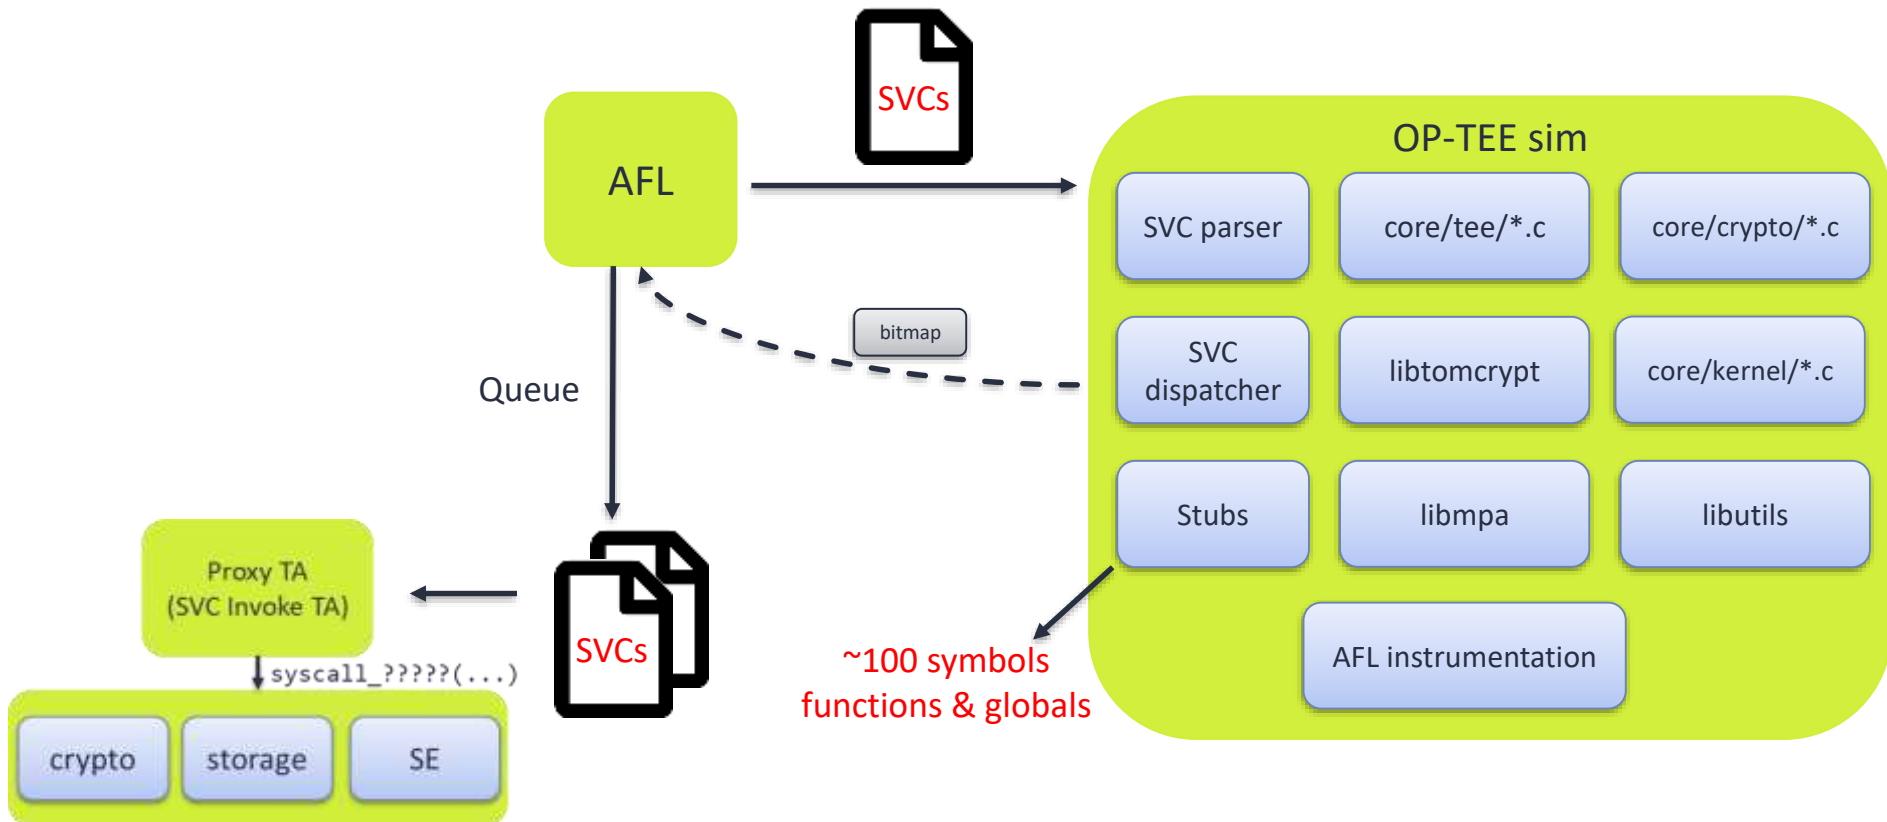 SVCs
AFL
OP-TEE sim
SVC parser
core/tee/*.c
core/crypto/*.c
bitmap
SVC
dispatcher
libtomcrypt
core/kernel/*.c
Queue
Stubs
libmpa
libutils
Proxy TA
(SVC Invoke TA)
SVCs
~100 symbols
functions & globals
AFL instrumentation
syscall_?????(...)
crypto
storage
SE